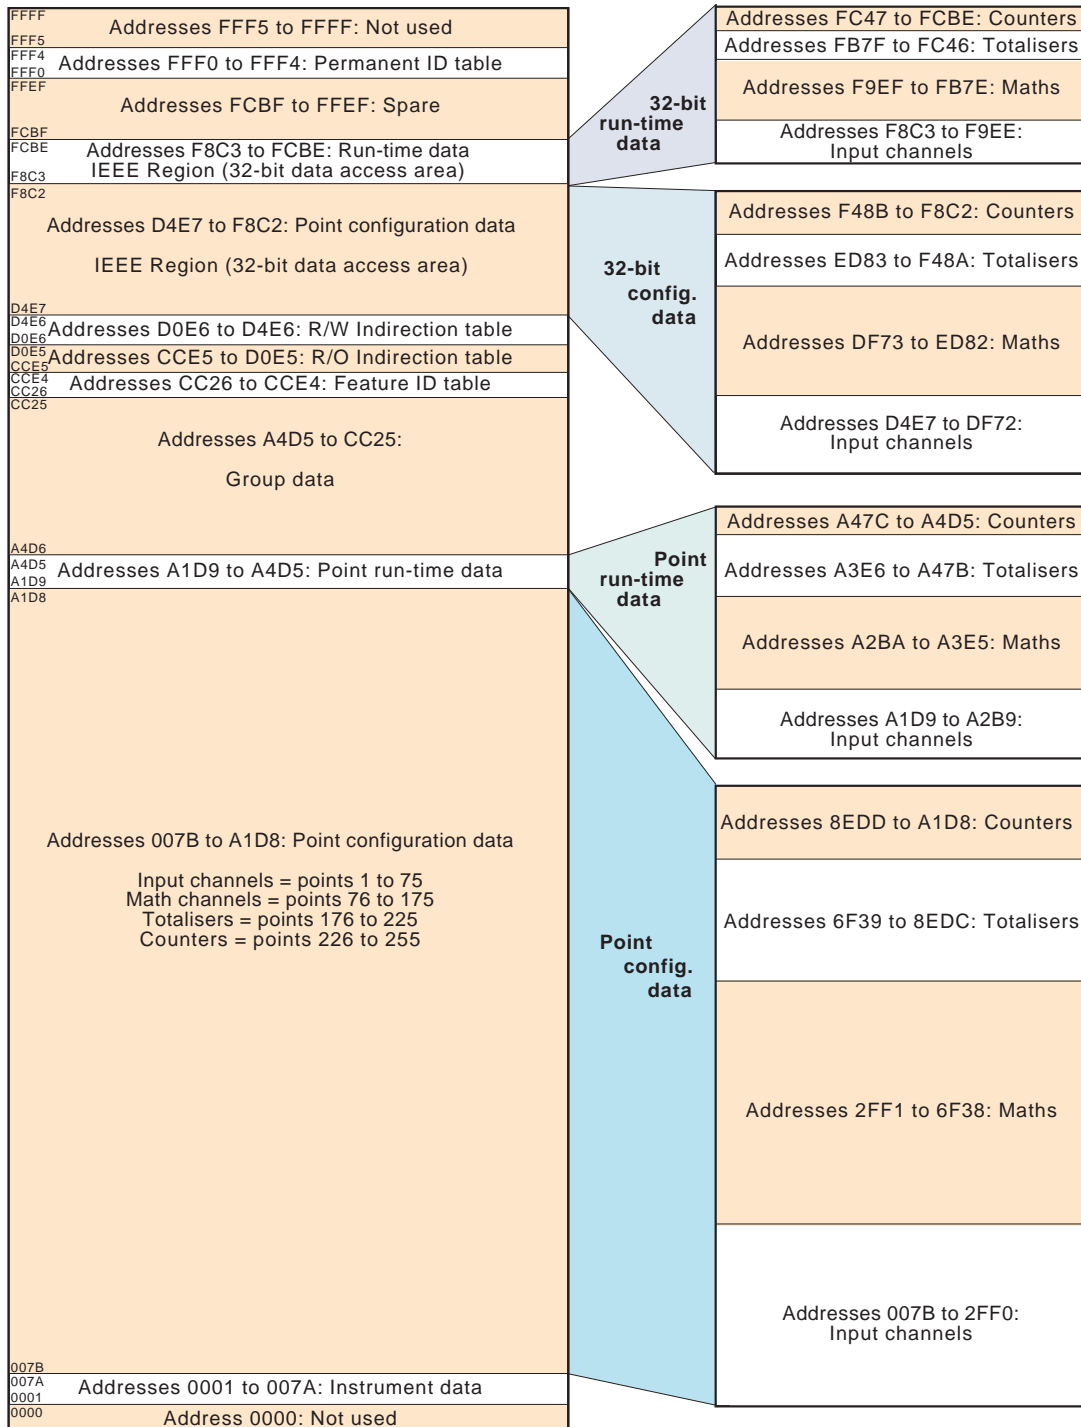 FFFF
Addresses FFF5 to FFFF: Not used
FFF5
FFF4
Addresses FFF0 to FFF4: Permanent ID table
FFF0
FFEF
Addresses FCBF to FFEF: Spare
FCBF
FCBE
Addresses F8C3 to FCBE: Run-time data
IEEE Region (32-bit data access area)
F8C3
F8C2
Addresses D4E7 to F8C2: Point configuration data
IEEE Region (32-bit data access area)
D4E7
D4E6
Addresses D0E6 to D4E6: R/W Indirection table
D0E6
D0E5
Addresses CCE5 to D0E5: R/O Indirection table
CCE5
CCE4
Addresses CC26 to CCE4: Feature ID table
CC26
CC25
Addresses A4D5 to CC25:
Group data
A4D6
A4D5
Addresses A1D9 to A4D5: Point run-time data
A1D9
A1D8
Addresses 007B to A1D8: Point configuration data
Input channels = points 1 to 75
Math channels = points 76 to 175
Totalisers = points 176 to 225
Counters = points 226 to 255
007B
007A
Addresses 0001 to 007A: Instrument data
0001
0000
Address 0000: Not used
32-bit
run-time
data
Addresses FC47 to FCBE: Counters
Addresses FB7F to FC46: Totalisers
Addresses F9EF to FB7E: Maths
Addresses F8C3 to F9EE:
Input channels
32-bit
config.
data
Addresses F48B to F8C2: Counters
Addresses ED83 to F48A: Totalisers
Addresses DF73 to ED82: Maths
Addresses D4E7 to DF72:
Input channels
Point
run-time
data
Addresses A47C to A4D5: Counters
Addresses A3E6 to A47B: Totalisers
Addresses A2BA to A3E5: Maths
Addresses A1D9 to A2B9:
Input channels
Point
config.
data
Addresses 8EDD to A1D8: Counters
Addresses 6F39 to 8EDC: Totalisers
Addresses 2FF1 to 6F38: Maths
Addresses 007B to 2FF0:
Input channels